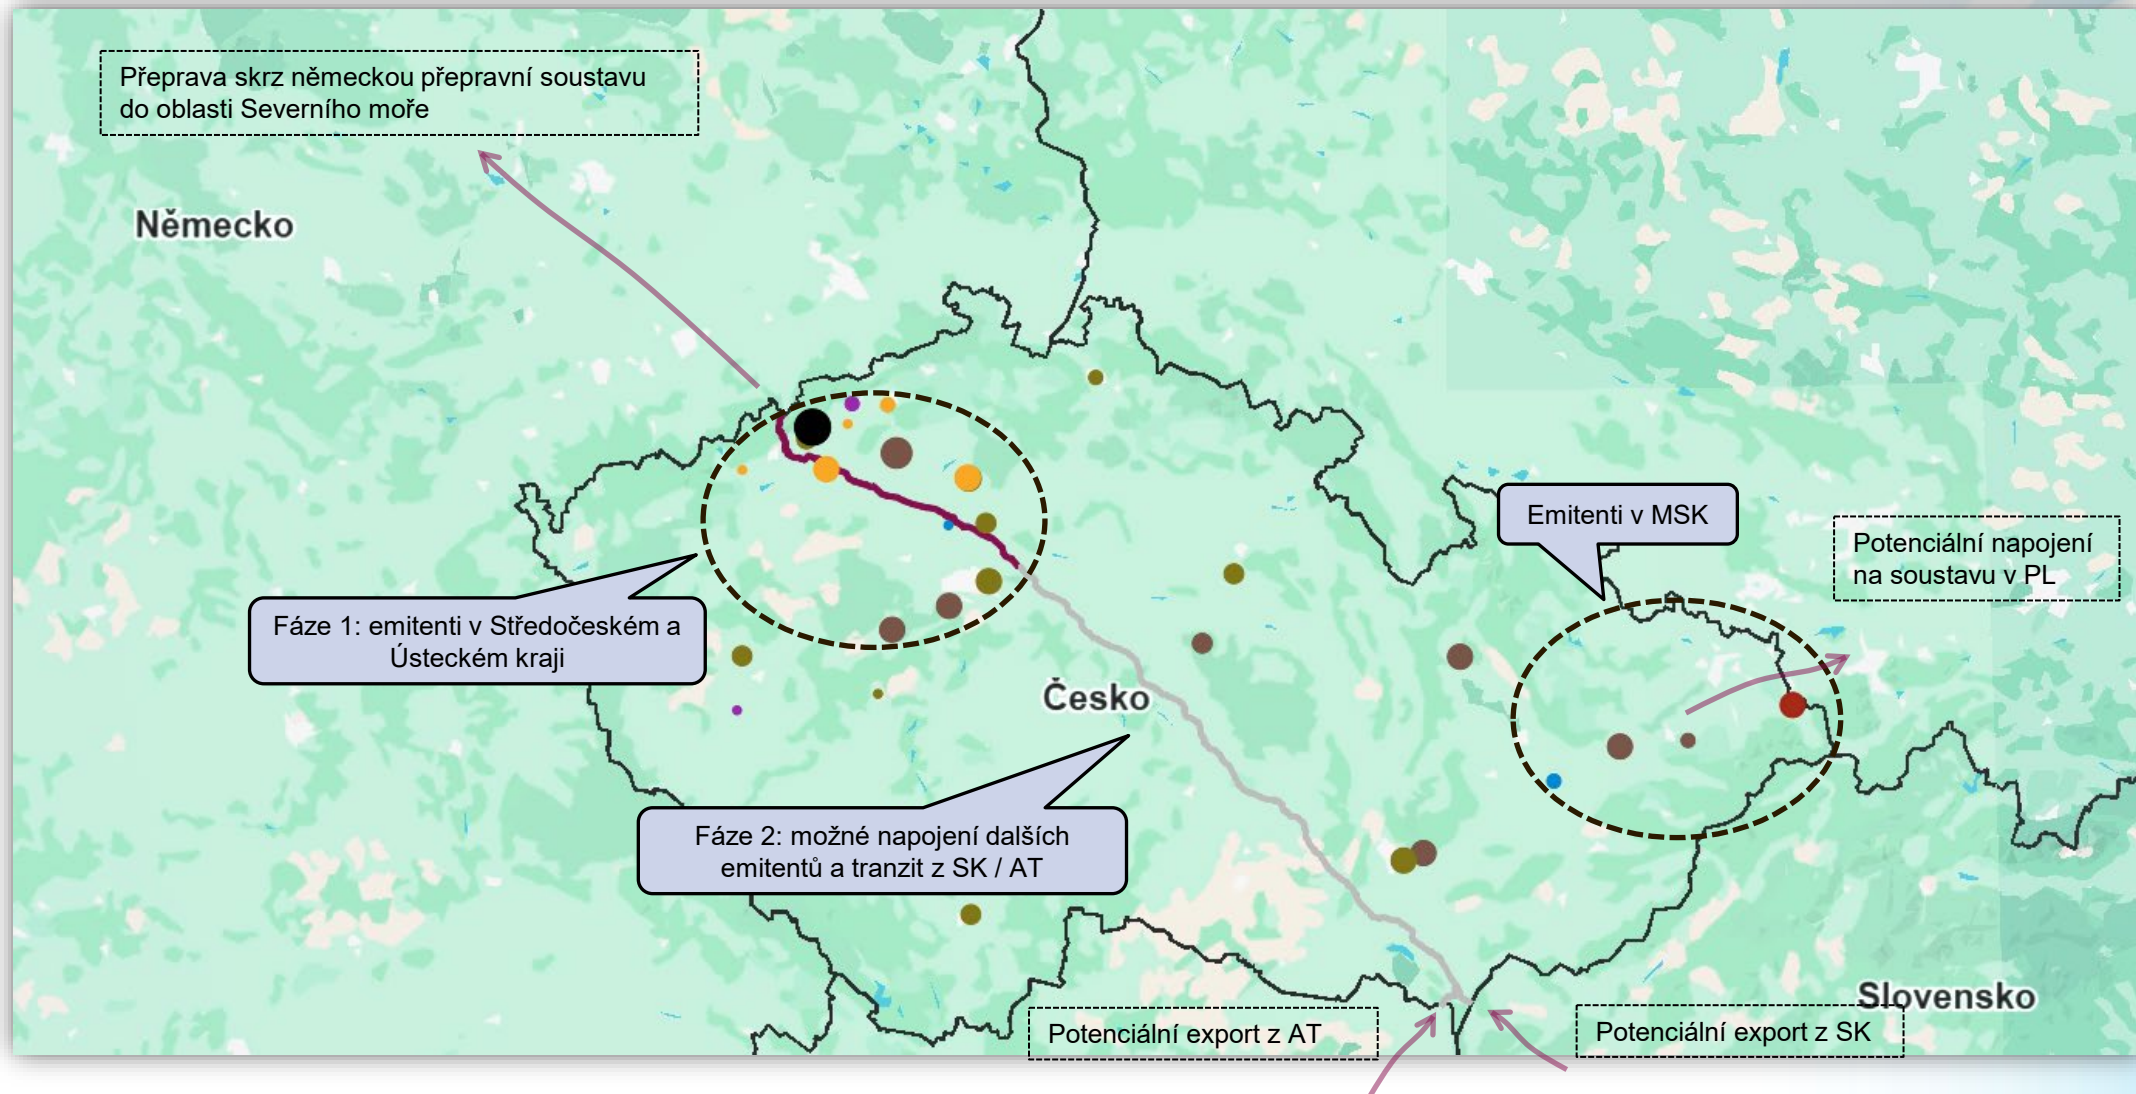 Přeprava skrz německou přepravní soustavu
do oblasti Severního moře
Německo
Emitenti v MSK
Potenciální napojení
na soustavu v PL
Fáze 1: emitenti v Středočeském a
Ústeckém kraji
Česko
Fáze 2: možné napojení dalších
emitentů a tranzit z SK / AT
Slovensko
Potenciální export z AT
Potenciální export z SK